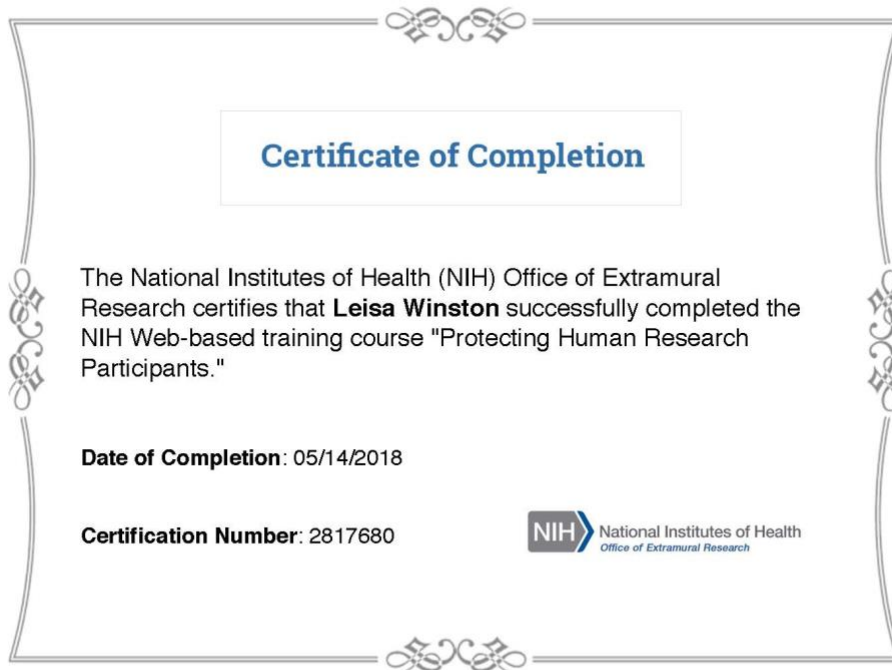 Certificate of Completion
The National Institutes of Health (NIH) Office of Extramural
Research certifies that Leisa Winston successfully completed the
NIH Web-based training course "Protecting Human Research
Participants."
Date of Completion: 05/14/2018
Certification Number: 2817680
NIH National Institutes of Health
Office of Extramural Research